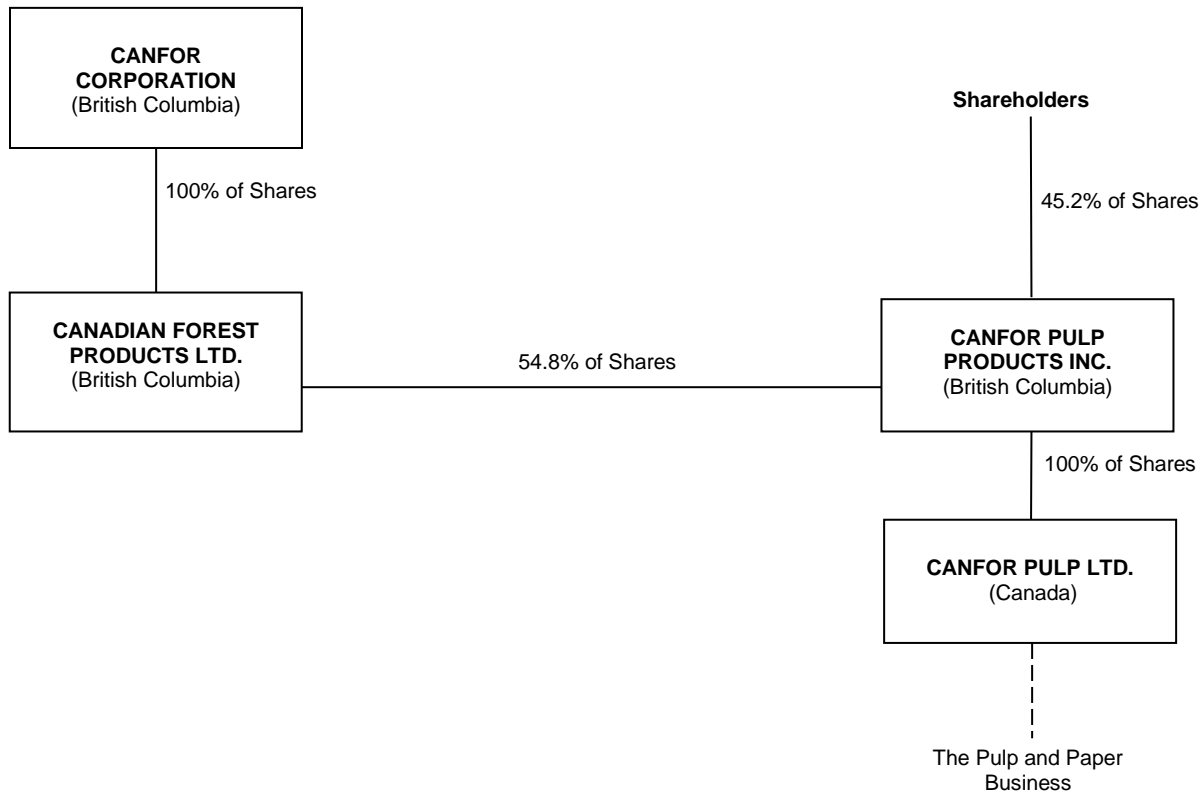 CANFOR
CORPORATION
(British Columbia)
Shareholders
100% of Shares
45.2% of Shares
CANADIAN FOREST
PRODUCTS LTD.
(British Columbia)
54.8% of Shares
CANFOR PULP
PRODUCTS INC.
(British Columbia)
100% of Shares
CANFOR PULP LTD.
(Canada)
The Pulp and Paper
Business